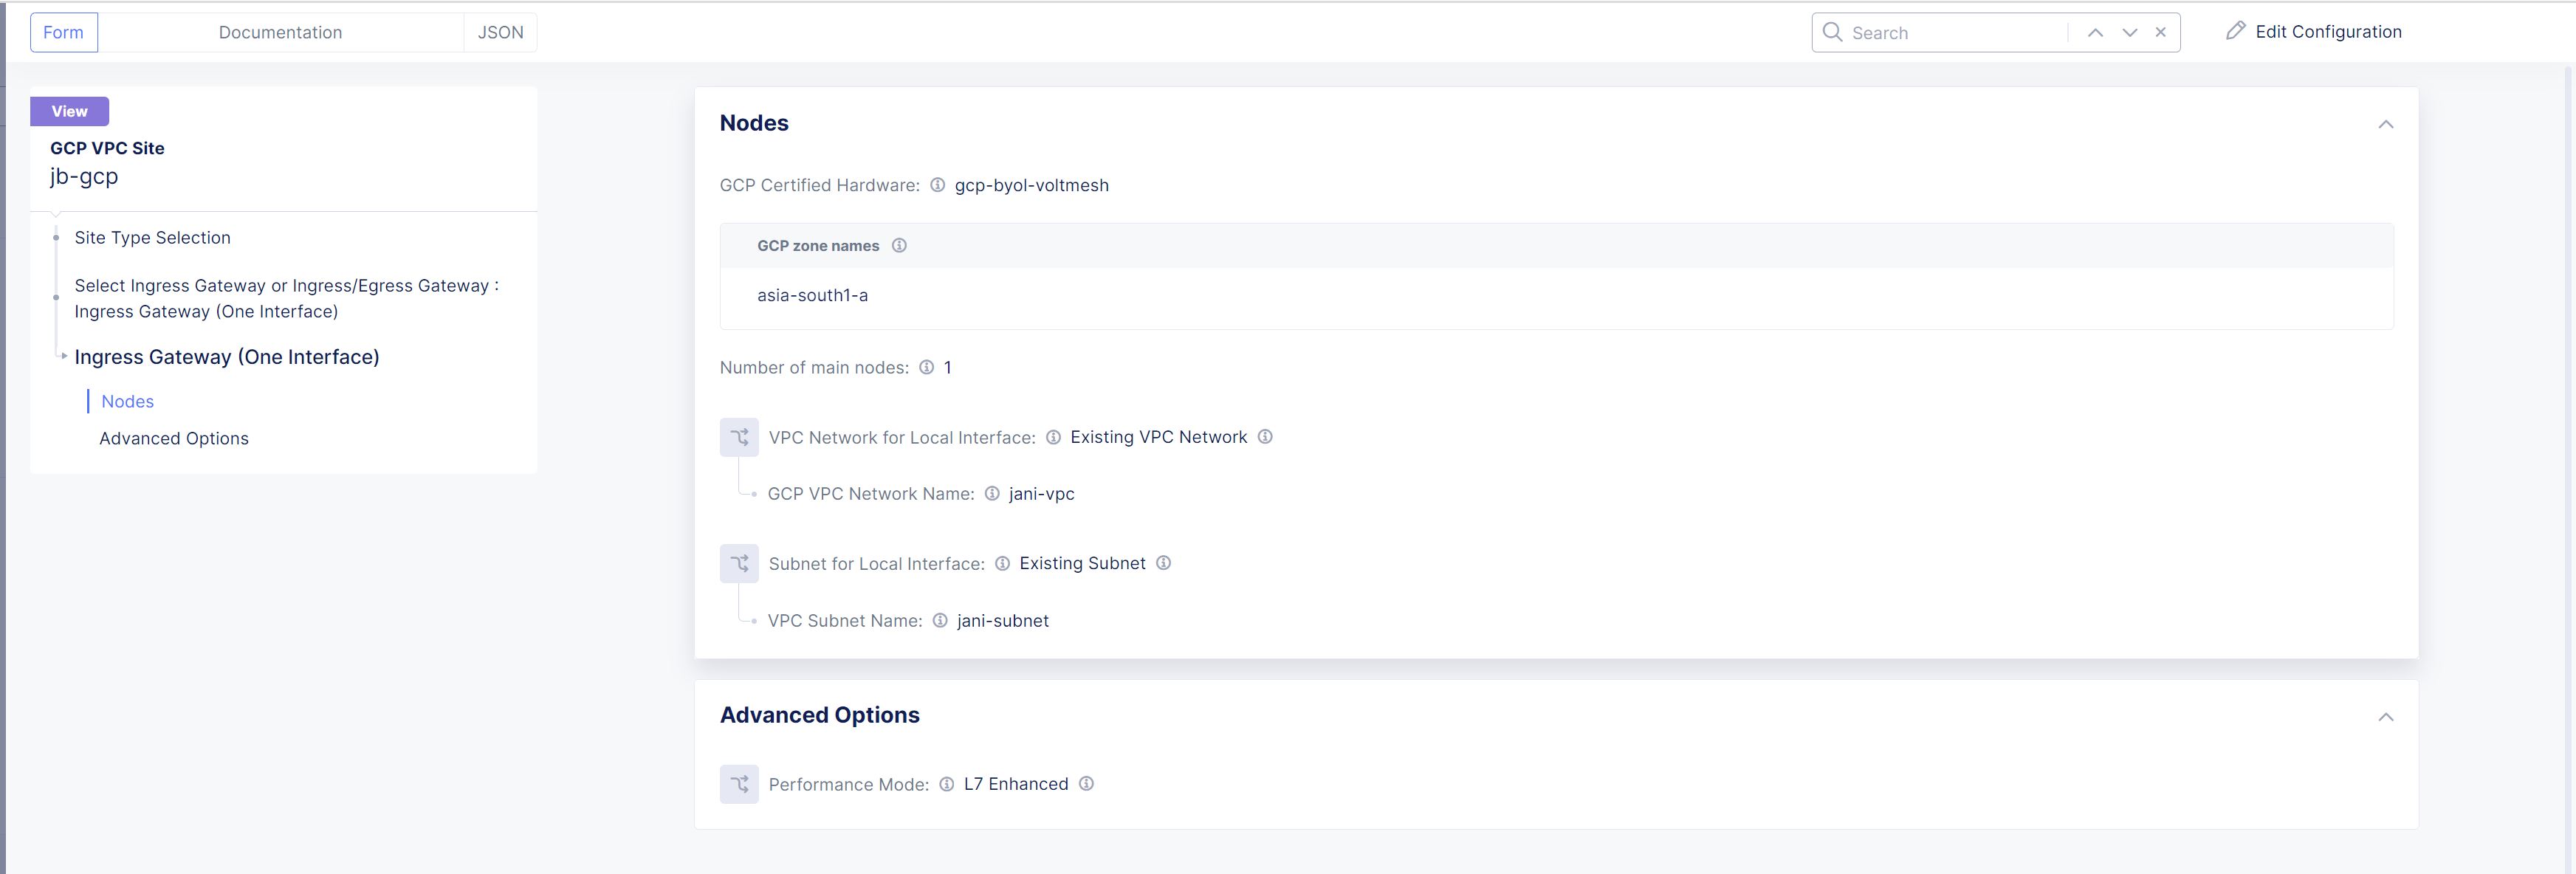 Form
Documentation
JSON
Search
Edit Configuration
View
GCP VPC Site
jb-gcp
Site Type Selection
Select Ingress Gateway or Ingress/Egress Gateway :
Ingress Gateway (One Interface)
Ingress Gateway (One Interface)
Nodes
Advanced Options
Nodes
GCP Certified Hardware: gcp-byol-voltmesh
GCP zone names
asia-south1-a
Number of main nodes: 1
VPC Network for Local Interface: Existing VPC Network
GCP VPC Network Name: jani-vpc
Subnet for Local Interface: Existing Subnet
VPC Subnet Name: jani-subnet
Advanced Options
Performance Mode: L7 Enhanced